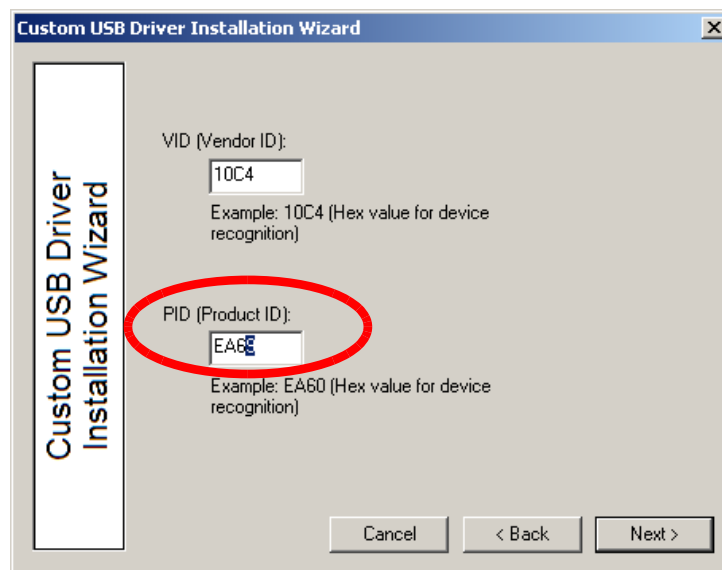 Custom USB Driver Installation Wizard
Custom USB Driver
Installation Wizard
VID (Vendor ID):
10C4
Example: 10C4 (Hex value for device
recognition)
PID (Product ID):
Example: EA60 (Hex value for device
recognition)
Cancel
< Back
Next >